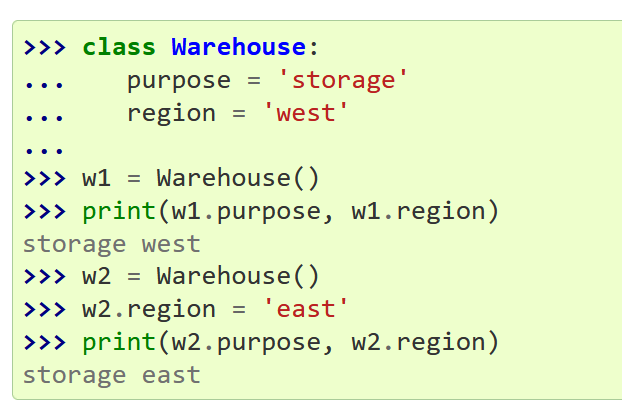 >>> class Warehouse:
...    purpose = 'storage'
...    region = 'west'
...
>>> w1 = Warehouse()
>>> print(w1.purpose, w1.region)
storage west
>>> w2 = Warehouse()
>>> w2.region = 'east'
>>> print(w2.purpose, w2.region)
storage east